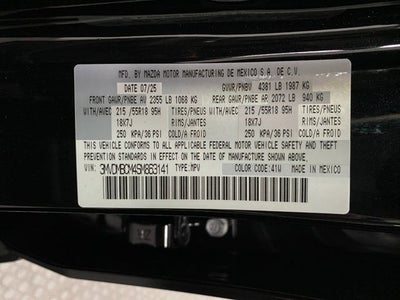 MFD. BY MAZDA MOTOR MANUFACTURING DE MEXICO S.A. DE C.V.
DATE 07/25 GVWR/PNBV 4381 LB 1987 KG
FRONT GAWR/PNBE AV 2355 LB 1068 KG REAR GAWR/PNBE AR 2072 LB 940 KG
WITH/AVEC 215/55R18 95H TIRES/PNEUS WITH/AVEC 215/55R18 95H TIRES/PNEUS
18X7J RIMS/JANTES 18X7J RIMS/JANTES
250 KPA/36 PSI COLD/A FROID 250 KPA/36 PSI COLD/A FROID
THIS VEHICLE CONFORMS TO ALL APPLICABLE FEDERAL MOTOR VEHICLE SAFETY AND
THEFT PREVENTION STANDARDS IN EFFECT ON THE DATE OF MANUFACTURE SHOWN ABOVE.
VIN: 3MVDMBCM4SM863141 TYPE:MPV COLOR CODE:41W MADE IN MEXICO